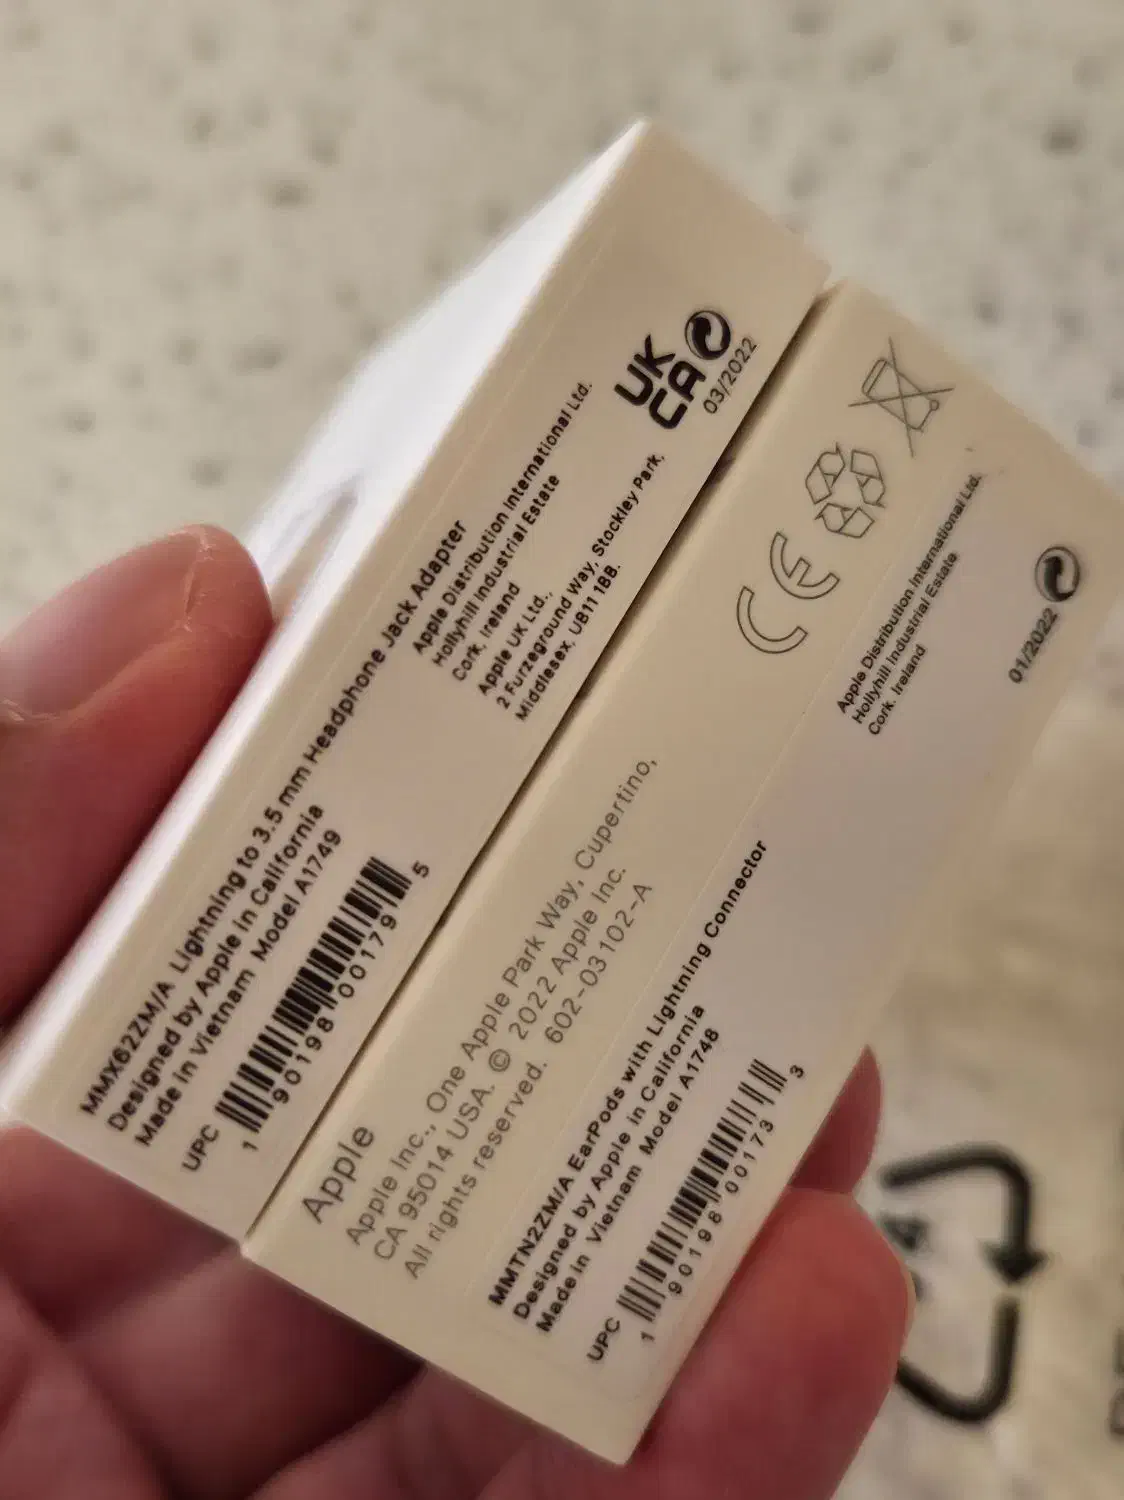 MMX62ZM/A Lightning to 3.5 mm Headphone Jack Adapter
Designed by Apple in California
Made in Vietnam Model A1749
UPC
1 90198 00179 5
Apple Distribution International Ltd.
Hollyhill Industrial Estate
Cork, Ireland
Apple UK Ltd.,
2 Furzeground Way, Stockley Park,
Middlesex, UB11 1BB.
UK
CA
03/2022
Apple
Apple Inc., One Apple Park Way, Cupertino,
CA 95014 USA. © 2022 Apple Inc.
All rights reserved. 602-03102-A
CE
MMTN2ZM/A EarPods with Lightning Connector
Designed by Apple in California
Made in Vietnam Model A1748
UPC
1 90198 00173 3
Apple Distribution International Ltd.
Hollyhill Industrial Estate
Cork, Ireland
01/2022